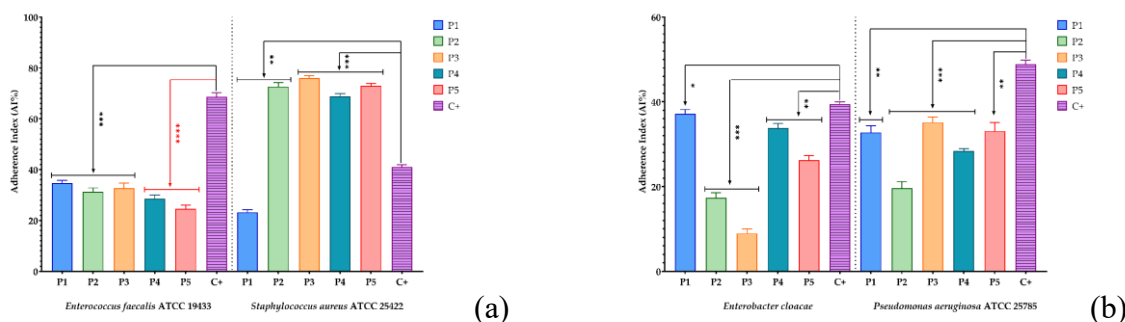 100
80
60
40
20
0
Adherence Index (AI%)
***
****
**
***
P1 P2 P3 P4 P5 C+ P1 P2 P3 P4 P5 C+
Enterococcus faecalis ATCC 19433 Staphylococcus aureus ATCC 25422
P1
P2
P3
P4
P5
C+
(a)
60
40
20
0
Adherence Index (AI%)
*
***
**
**
***
**
P1 P2 P3 P4 P5 C+ P1 P2 P3 P4 P5 C+
Enterobacter cloacae Pseudomonas aeruginosa ATCC 25785
P1
P2
P3
P4
P5
C+
(b)